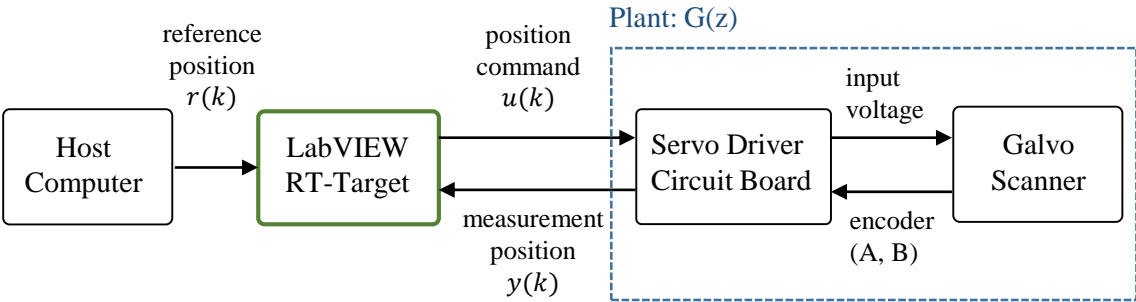 Plant: G(z)
reference
position
r(k)
position
command
u(k)
input
voltage
Host
Computer
LabVIEW
RT-Target
Servo Driver
Circuit Board
Galvo
Scanner
measurement
position
y(k)
encoder
(A, B)